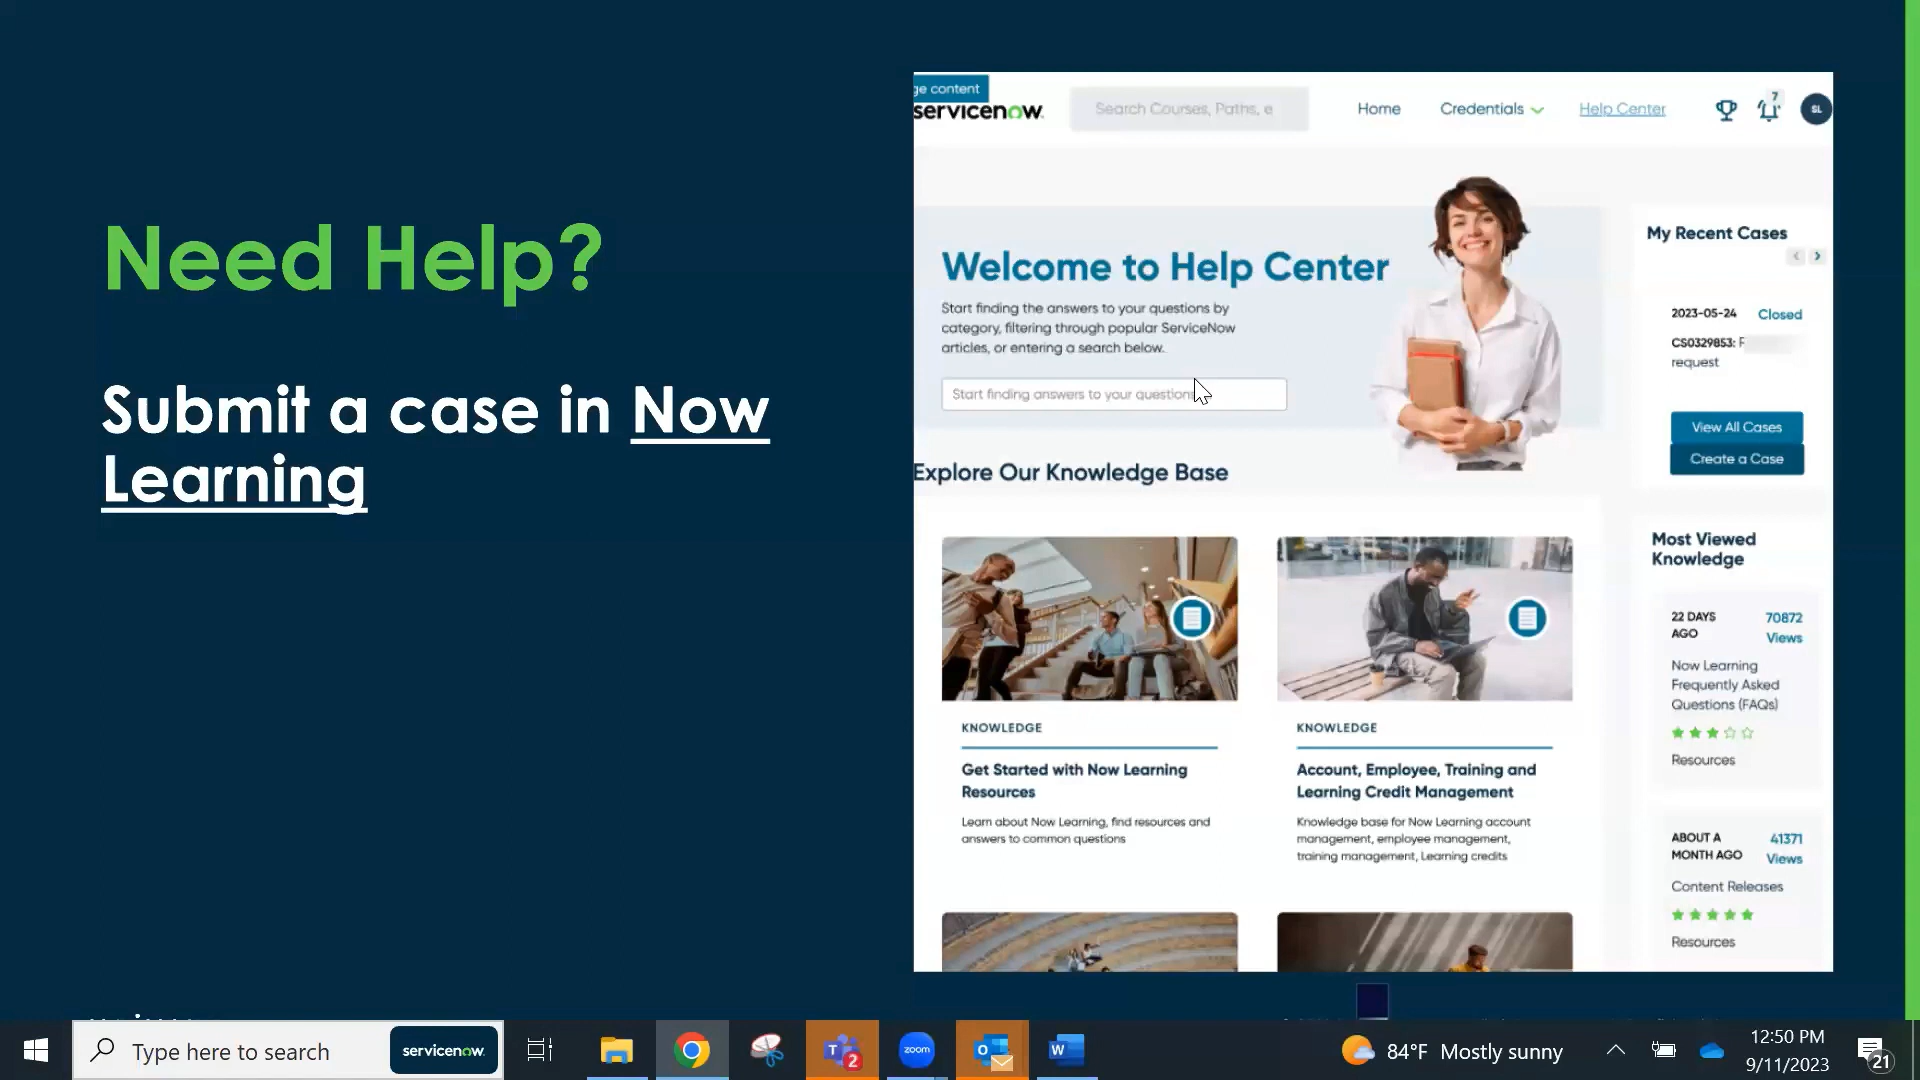 Need Help?
Submit a case in Now
Learning
ge content
servicenow
Search Courses, Paths, e
Home
Credentials
Help Center
7
SL
Welcome to Help Center
Start finding the answers to your questions by
category, filtering through popular ServiceNow
articles, or entering a search below.
Start finding answers to your question
Explore Our Knowledge Base
KNOWLEDGE
Get Started with Now Learning
Resources
Learn about Now Learning, find resources and
answers to common questions
KNOWLEDGE
Account, Employee, Training and
Learning Credit Management
Knowledge base for Now Learning account
management, employee management,
training management, Learning credits
My Recent Cases
2023-05-24 Closed
CS0329853:
request
View All Cases
Create a Case
Most Viewed
Knowledge
22 DAYS
AGO
70872
Views
Now Learning
Frequently Asked
Questions (FAQs)
Resources
ABOUT A
MONTH AGO
41371
Views
Content Releases
Resources
Type here to search
servicenow
T 2
zoom
O
W
84°F Mostly sunny
12:50 PM
9/11/2023
21